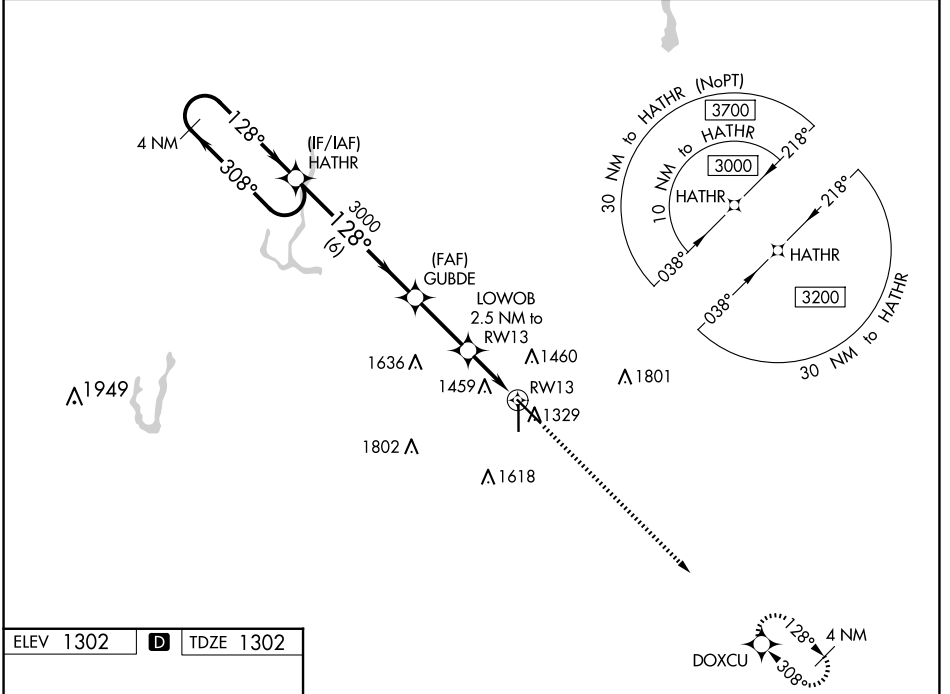 30 NM to HATHR (NoPT)
3700
10 NM to HATHR
3000
HATHR
218°
038°
4 NM
128°
308°
(IF/IAF)
HATHR
3000
128°
(6)
218°
HATHR
038°
3200
30 NM to HATHR
(FAF)
GUBDE
LOWOB
2.5 NM to
RW13
1636
1460
1459
RW13
1801
1949
1329
1802
1618
ELEV 1302
D
TDZE 1302
DOXCU
128°
4 NM
308°